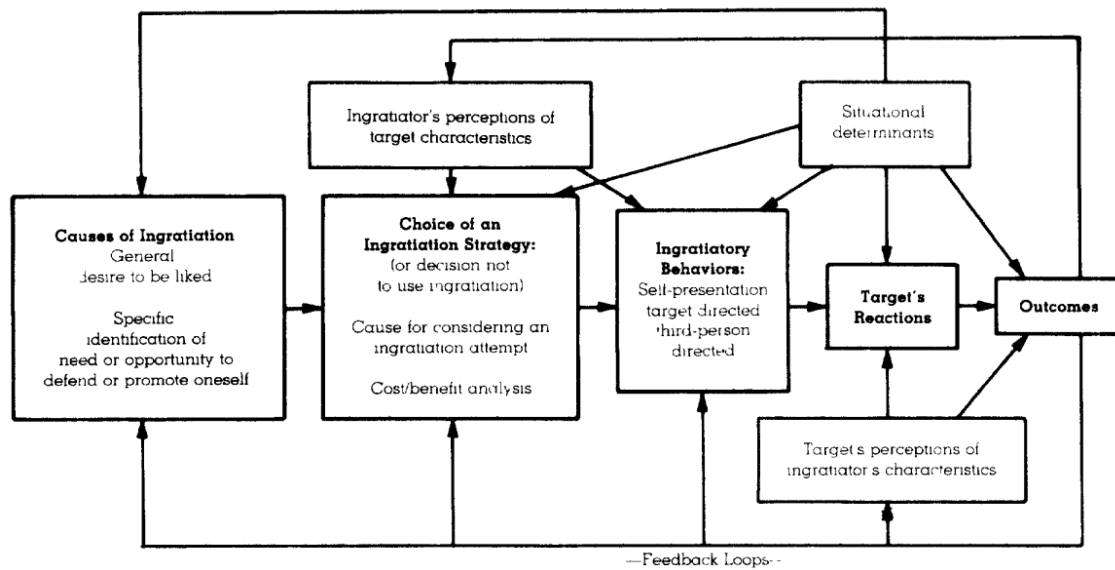 Ingratiator's perceptions of
target characteristics
Situational
determinants
Causes of Ingratiation
General
desire to be liked
Specific
identification of
need or opportunity to
defend or promote oneself
Choice of an
Ingratiation Strategy:
(or decision not
to use ingratiation)
Cause for considering an
ingratiation attempt
Cost/benefit analysis
Ingratiatory
Behaviors:
Self-presentation
target directed
third-person
directed
Target's
Reactions
Outcomes
Target s perceptions of
ingratiator s characteristics
—Feedback Loops--